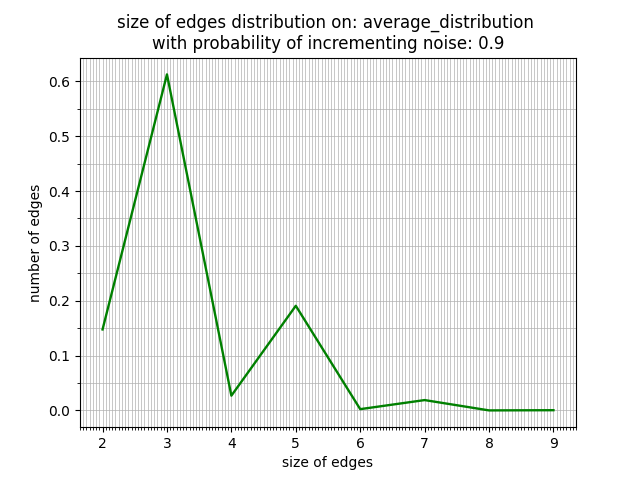 size of edges distribution on: average_distribution
with probability of incrementing noise: 0.9
0.6
0.5
0.4
0.3
0.2
0.1
0.0
number of edges
2 3 4 5 6 7 8 9
size of edges